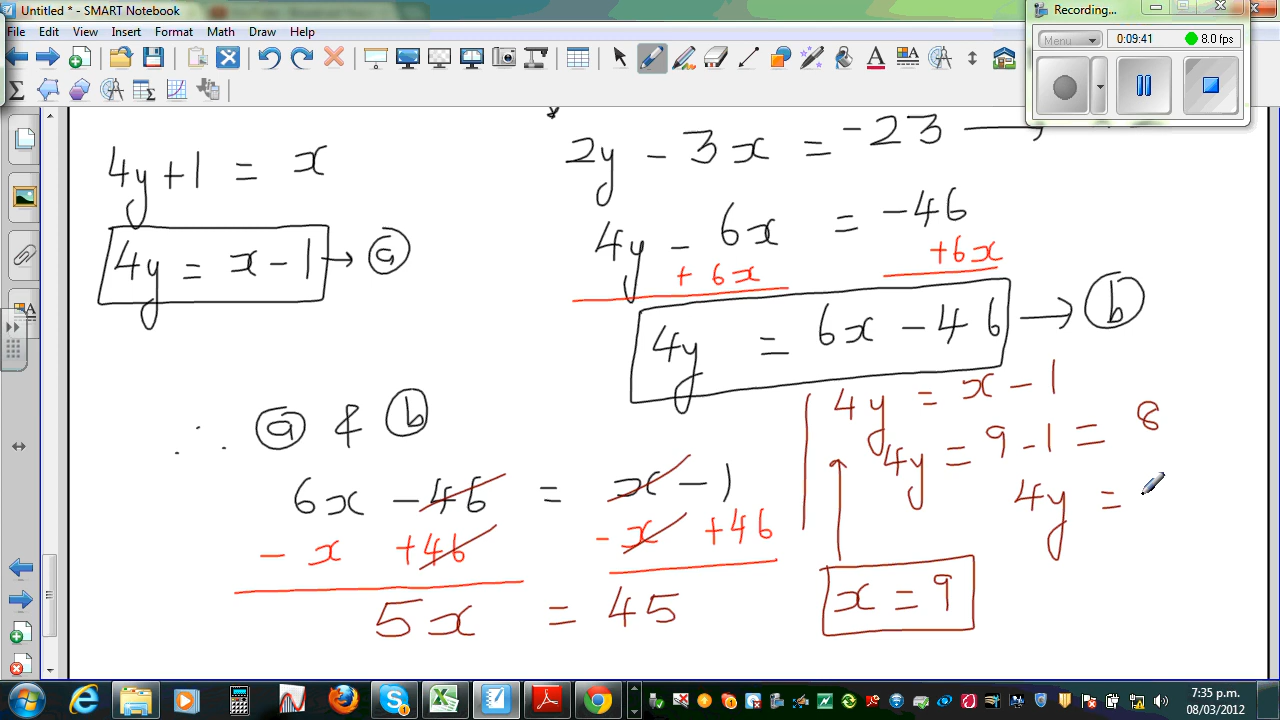 Untitled * - SMART Notebook
Recording...
File Edit View Insert Format Math Draw Help
Menu
0:09:41
8.0 fps
4y+1 = x
4y = x-1 → a
2y - 3x = -23 →
4y - 6x = -46
+ 6x +6x
4y = 6x - 46 → b
∴ a & b
6x - 46 = x - 1
- x +46 - x +46
5x = 45
4y = x - 1
4y = 9 - 1 = 8
4y =
x = 9
7:35 p.m.
08/03/2012